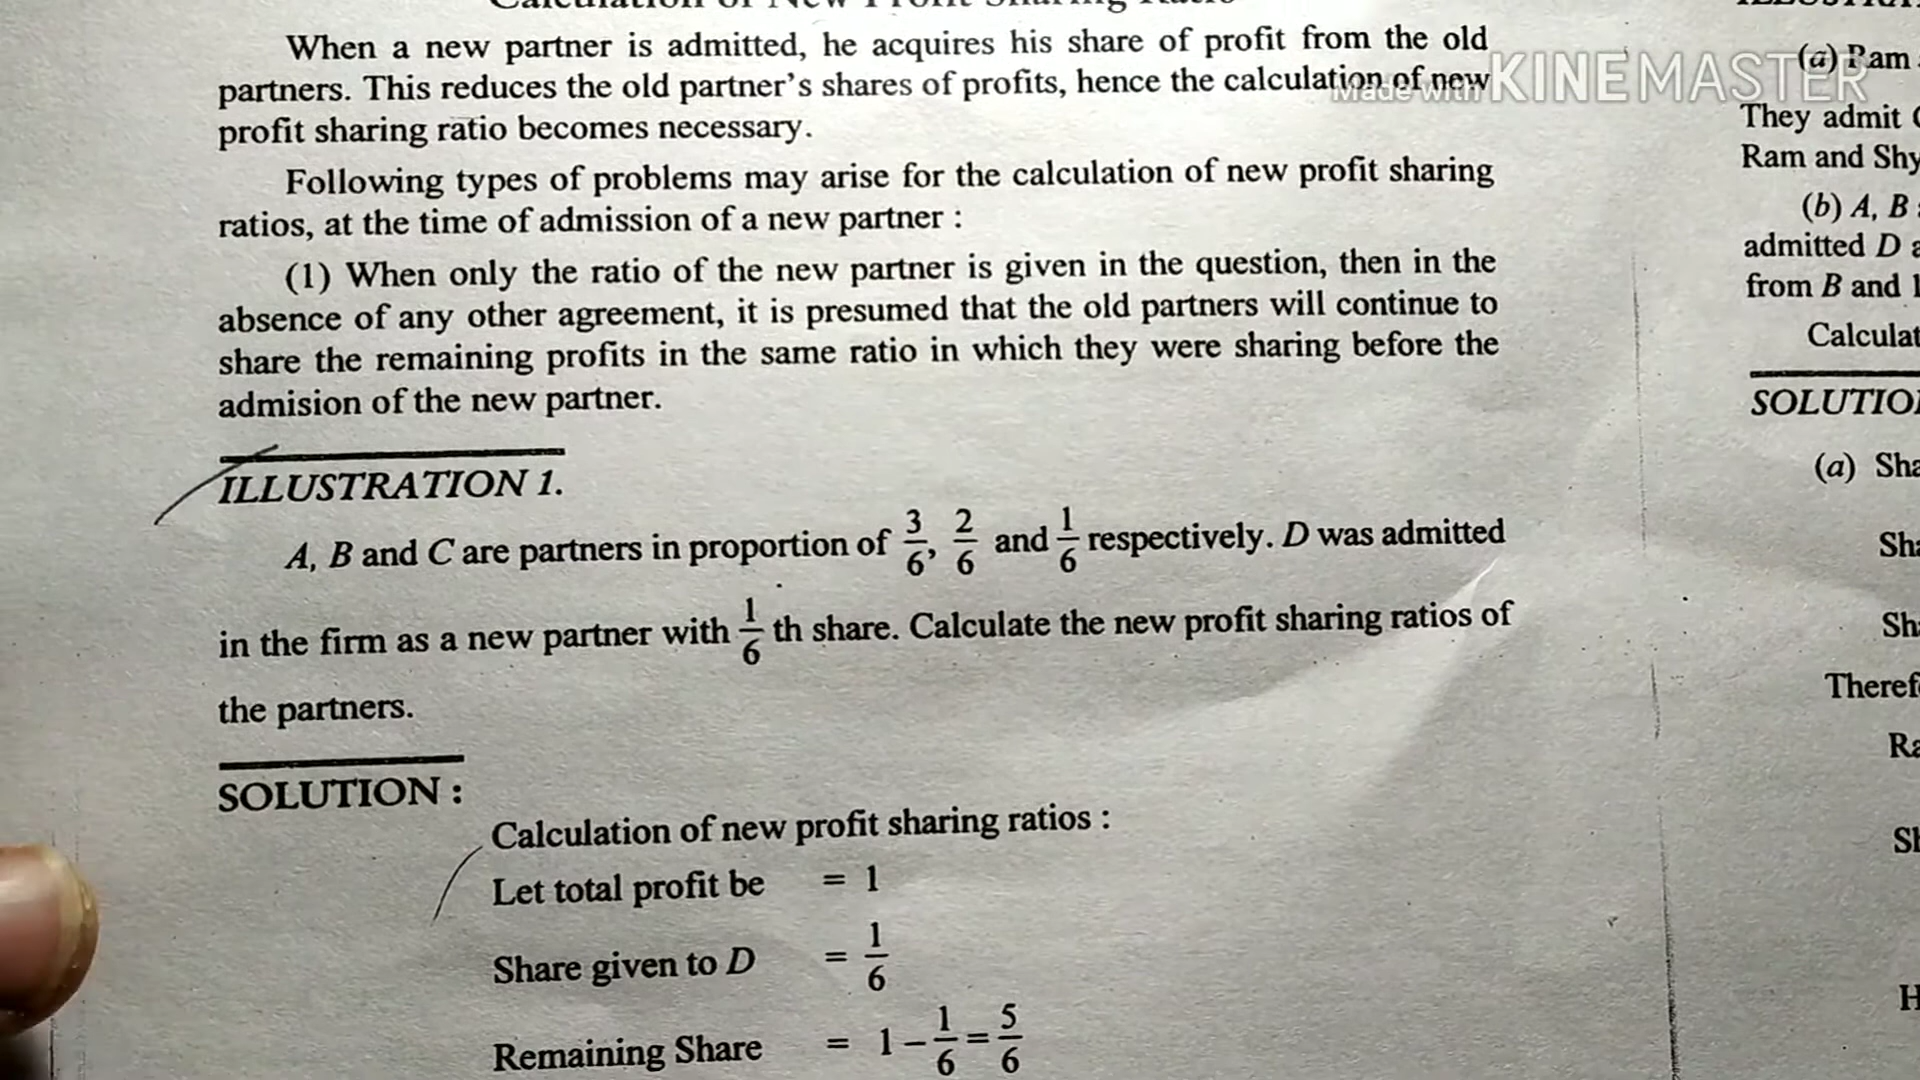 Calculation of New Profit Sharing Ratio
When a new partner is admitted, he acquires his share of profit from the old
partners. This reduces the old partner's shares of profits, hence the calculation of new
profit sharing ratio becomes necessary.
Following types of problems may arise for the calculation of new profit sharing
ratios, at the time of admission of a new partner :
(1) When only the ratio of the new partner is given in the question, then in the
absence of any other agreement, it is presumed that the old partners will continue to
share the remaining profits in the same ratio in which they were sharing before the
admision of the new partner.
ILLUSTRATION 1.
A, B and C are partners in proportion of 3/6, 2/6 and 1/6 respectively. D was admitted
in the firm as a new partner with 1/6 th share. Calculate the new profit sharing ratios of
the partners.
SOLUTION :
Calculation of new profit sharing ratios :
Let total profit be = 1
Share given to D = 1/6
Remaining Share = 1 – 1/6 = 5/6
Made with KINEMASTER
(a) Ram
They admit
Ram and Shy
(b) A, B
admitted D a
from B and 1
Calculat
SOLUTIO
(a) Sha
Sha
Sh
Theref
Ra
H